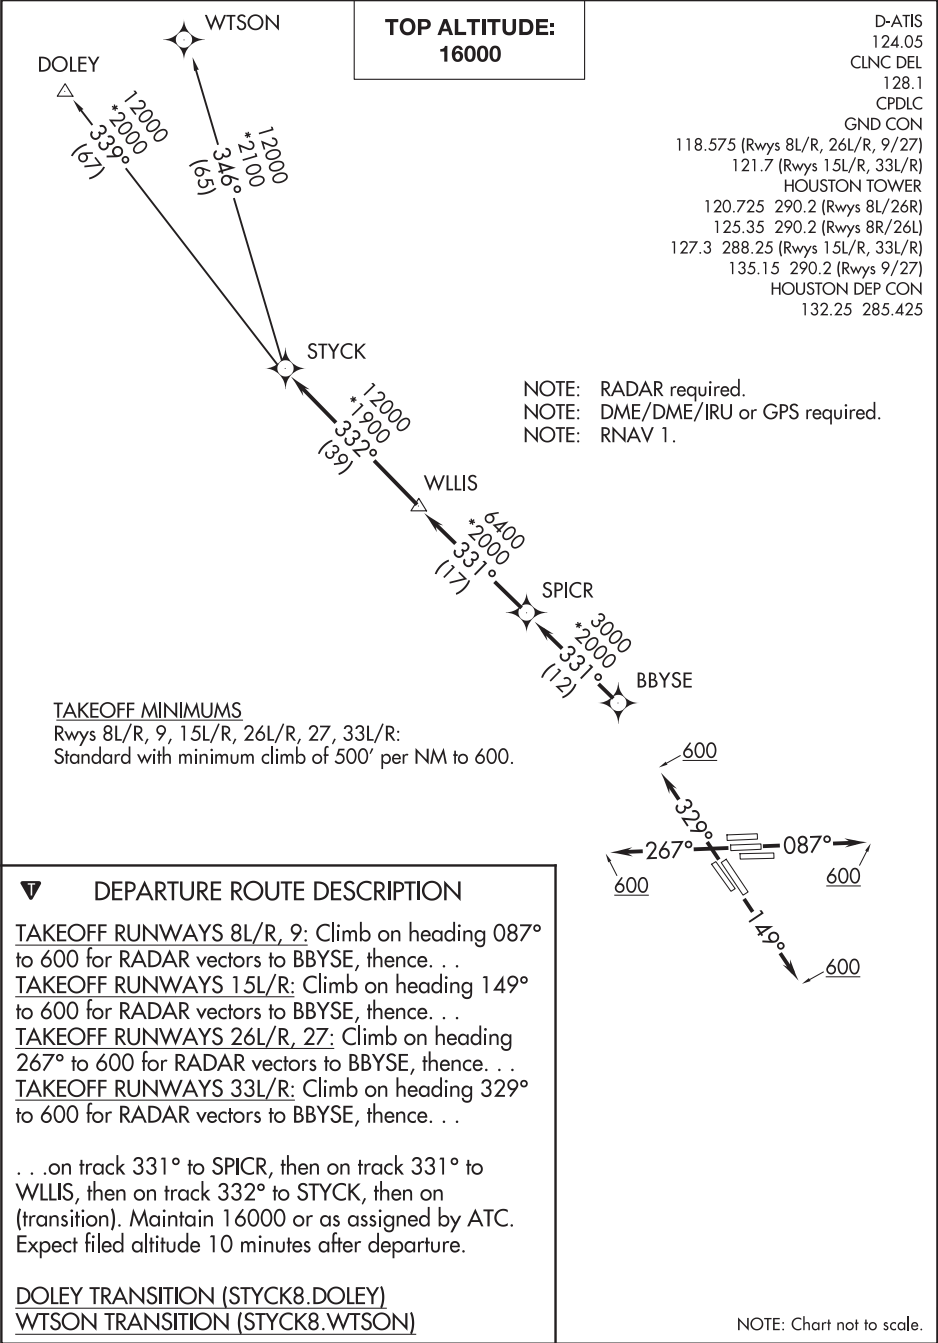 TOP ALTITUDE:
16000
D-ATIS
124.05
CLNC DEL
128.1
CPDLC
GND CON
118.575 (Rwys 8L/R, 26L/R, 9/27)
121.7 (Rwys 15L/R, 33L/R)
HOUSTON TOWER
120.725 290.2 (Rwys 8L/26R)
125.35 290.2 (Rwys 8R/26L)
127.3 288.25 (Rwys 15L/R, 33L/R)
135.15 290.2 (Rwys 9/27)
HOUSTON DEP CON
132.25 285.425
WTSON
DOLEY
12000
*2000
339°
(67)
12000
*2100
346°
(65)
STYCK
NOTE: RADAR required.
NOTE: DME/DME/IRU or GPS required.
NOTE: RNAV 1.
12000
*1900
332°
(39)
WLLIS
6400
*2000
331°
(17)
SPICR
3000
*2000
331°
(12)
BBYSE
TAKEOFF MINIMUMS
Rwys 8L/R, 9, 15L/R, 26L/R, 27, 33L/R:
Standard with minimum climb of 500' per NM to 600.
600
329°
267°
087°
600
600
149°
600
T
DEPARTURE ROUTE DESCRIPTION
TAKEOFF RUNWAYS 8L/R, 9: Climb on heading 087°
to 600 for RADAR vectors to BBYSE, thence. . .
TAKEOFF RUNWAYS 15L/R: Climb on heading 149°
to 600 for RADAR vectors to BBYSE, thence. . .
TAKEOFF RUNWAYS 26L/R, 27: Climb on heading
267° to 600 for RADAR vectors to BBYSE, thence. . .
TAKEOFF RUNWAYS 33L/R: Climb on heading 329°
to 600 for RADAR vectors to BBYSE, thence. . .
. . .on track 331° to SPICR, then on track 331° to
WLLIS, then on track 332° to STYCK, then on
(transition). Maintain 16000 or as assigned by ATC.
Expect filed altitude 10 minutes after departure.
DOLEY TRANSITION (STYCK8.DOLEY)
WTSON TRANSITION (STYCK8.WTSON)
NOTE: Chart not to scale.